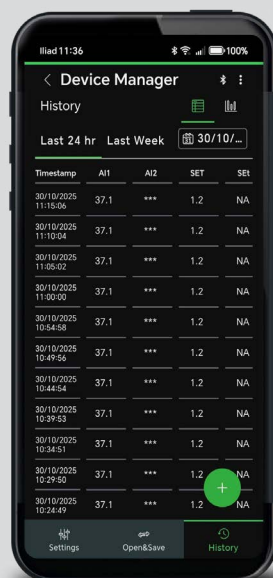 Iliad 11:36 100%
< Device Manager
History
Last 24 hr Last Week 30/10/...
Timestamp AI1 AI2 SET SEt
30/10/2025
11:15:06 37.1 *** 1.2 NA
30/10/2025
11:10:04 37.1 *** 1.2 NA
30/10/2025
11:05:02 37.1 *** 1.2 NA
30/10/2025
11:00:00 37.1 *** 1.2 NA
30/10/2025
10:54:58 37.1 *** 1.2 NA
30/10/2025
10:49:56 37.1 *** 1.2 NA
30/10/2025
10:44:54 37.1 *** 1.2 NA
30/10/2025
10:39:53 37.1 *** 1.2 NA
30/10/2025
10:34:51 37.1 *** 1.2 NA
30/10/2025
10:29:50 37.1 *** 1.2 NA
30/10/2025
10:24:49 37.1 *** 1.2 NA
+
Settings Open&Save History